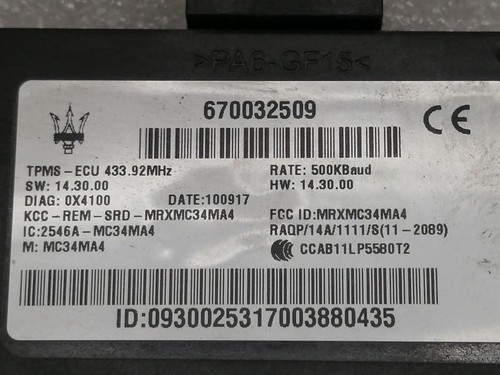 >PA6-GF15<
670032509
CE
TPMS-ECU 433.92MHz
RATE: 500KBaud
SW: 14.30.00
HW: 14.30.00
DIAG: 0X4100
DATE:100917
KCC-REM-SRD-MRXMC34MA4
FCC ID:MRXMC34MA4
IC:2546A-MC34MA4
RAQP/14A/1111/S(11-2089)
M: MC34MA4
CCAB11LP5580T2
ID:0930025317003880435